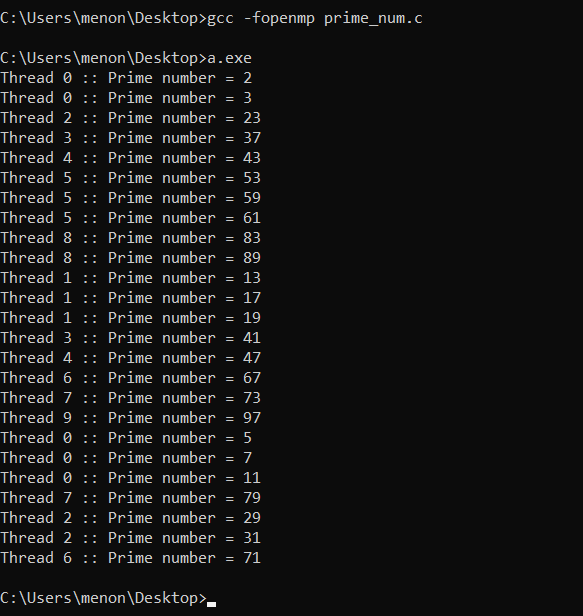 C:\Users\menon\Desktop>gcc -fopenmp prime_num.c
C:\Users\menon\Desktop>a.exe
Thread 0 :: Prime number = 2
Thread 0 :: Prime number = 3
Thread 2 :: Prime number = 23
Thread 3 :: Prime number = 37
Thread 4 :: Prime number = 43
Thread 5 :: Prime number = 53
Thread 5 :: Prime number = 59
Thread 5 :: Prime number = 61
Thread 8 :: Prime number = 83
Thread 8 :: Prime number = 89
Thread 1 :: Prime number = 13
Thread 1 :: Prime number = 17
Thread 1 :: Prime number = 19
Thread 3 :: Prime number = 41
Thread 4 :: Prime number = 47
Thread 6 :: Prime number = 67
Thread 7 :: Prime number = 73
Thread 9 :: Prime number = 97
Thread 0 :: Prime number = 5
Thread 0 :: Prime number = 7
Thread 0 :: Prime number = 11
Thread 7 :: Prime number = 79
Thread 2 :: Prime number = 29
Thread 2 :: Prime number = 31
Thread 6 :: Prime number = 71
C:\Users\menon\Desktop>